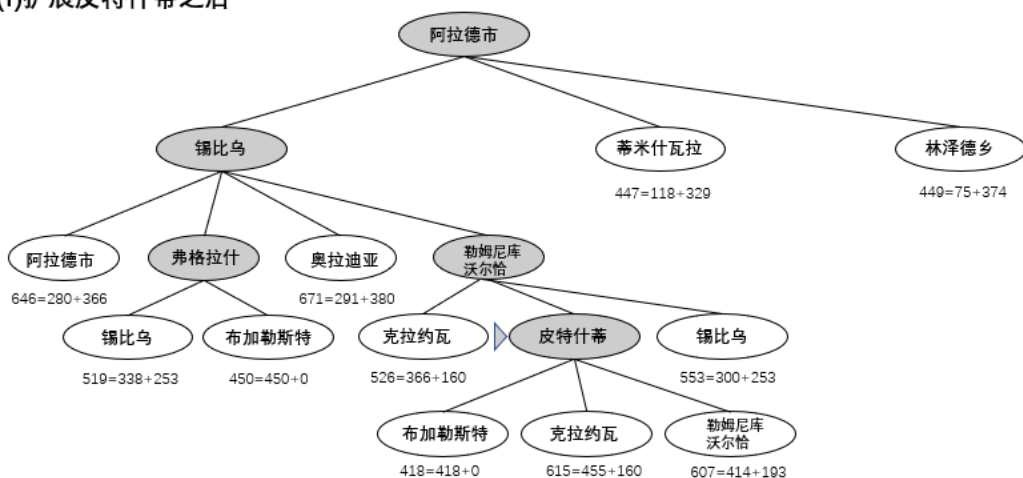 (f)扩展皮特什蒂之后
阿拉德市
锡比乌
蒂米什瓦拉
林泽德乡
447=118+329
449=75+374
阿拉德市
弗格拉什
奥拉迪亚
勒姆尼库
沃尔恰
646=280+366
671=291+380
锡比乌
布加勒斯特
克拉约瓦
皮特什蒂
锡比乌
519=338+253
450=450+0
526=366+160
553=300+253
布加勒斯特
克拉约瓦
勒姆尼库
沃尔恰
418=418+0
615=455+160
607=414+193